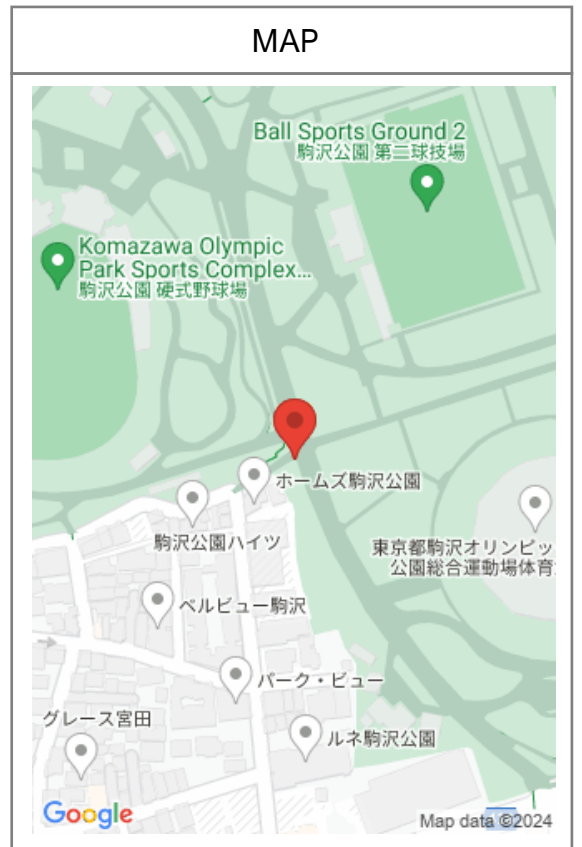 MAP
Ball Sports Ground 2
駒沢公園 第二球技場
Komazawa Olympic
Park Sports Complex...
駒沢公園 硬式野球場
ホームズ駒沢公園
駒沢公園ハイツ
東京都駒沢オリンピッ
公園総合運動場体育
ベルビュー駒沢
パーク・ビュー
グレース宮田
ルネ駒沢公園
Google
Map data ©2024